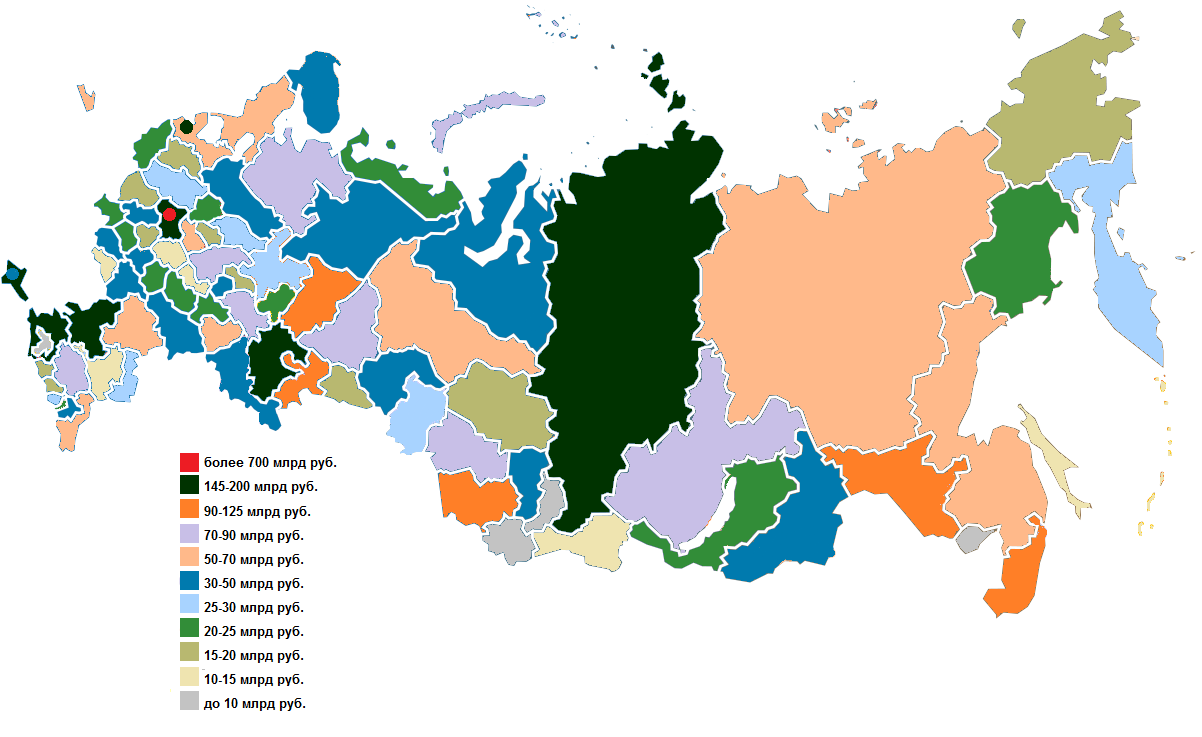 более 700 млрд руб.
145-200 млрд руб.
90-125 млрд руб.
70-90 млрд руб.
50-70 млрд руб.
30-50 млрд руб.
25-30 млрд руб.
20-25 млрд руб.
15-20 млрд руб.
10-15 млрд руб.
до 10 млрд руб.